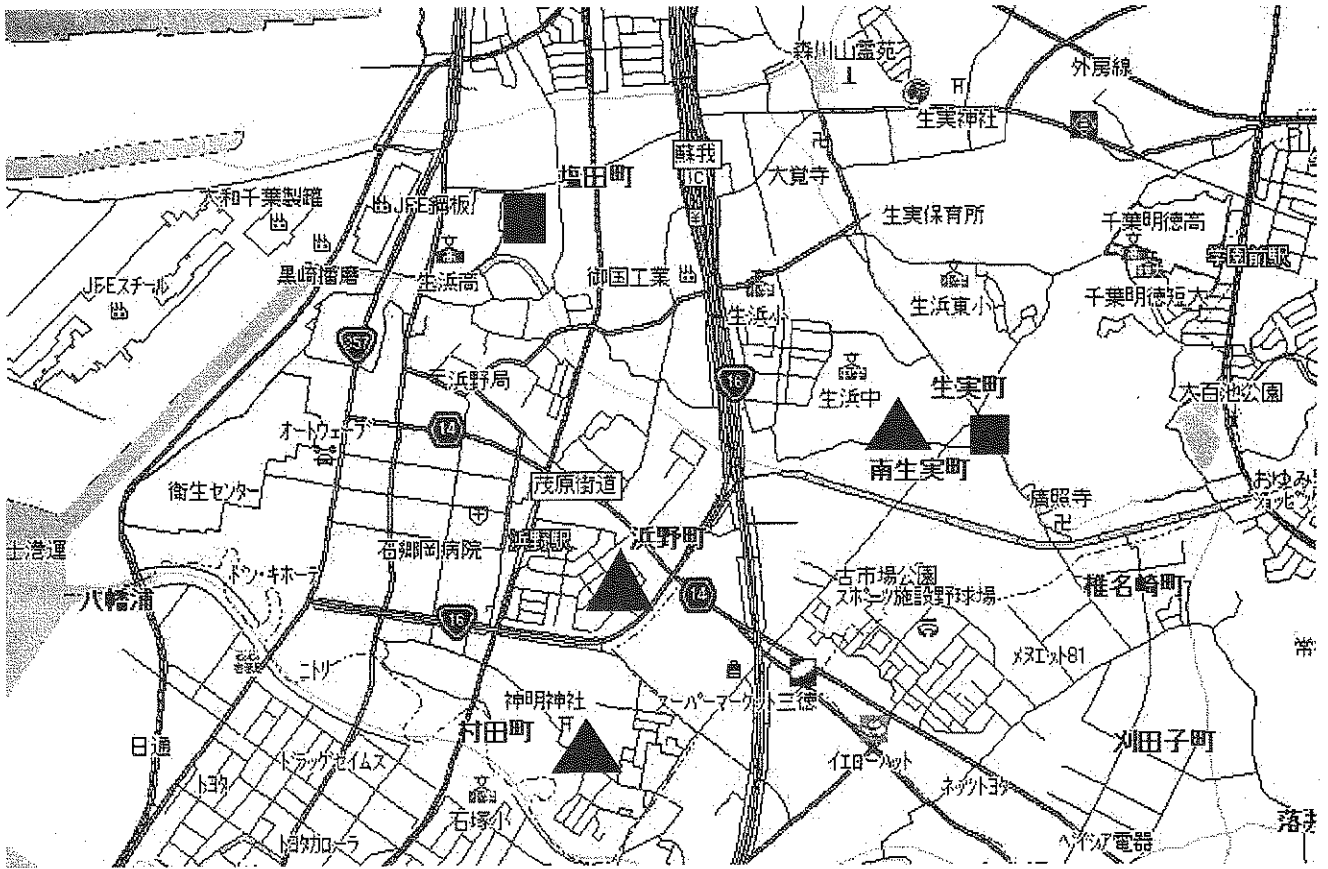 森川山霊苑
外房線
生実神社
蘇我
IC
塩田町
大覚寺
大和千葉製罐
JFE鋼板
生実保育所
千葉明徳高
学園前駅
黒崎播磨
生浜高
御国工業
JFEスチール
生浜東小
千葉明徳短大
生浜小
357
16
浜野局
生浜中
生実町
大百池公園
14
オートウェーブ
南生実町
茂原街道
衛生センター
廣照寺
おゆみ野
石郷岡病院
浜野駅
浜野町
ドン・キホーテ
八幡浦
古市場公園
スポーツ施設野球場
椎名崎町
14
16
メヌエット81
ニトリ
神明神社
スーパーマーケット三徳
村田町
日通
刈田子町
ドラッグセイムス
イエローハット
トヨタ
ネッツトヨタ
石塚小
トヨタカローラ
ベイシア電器